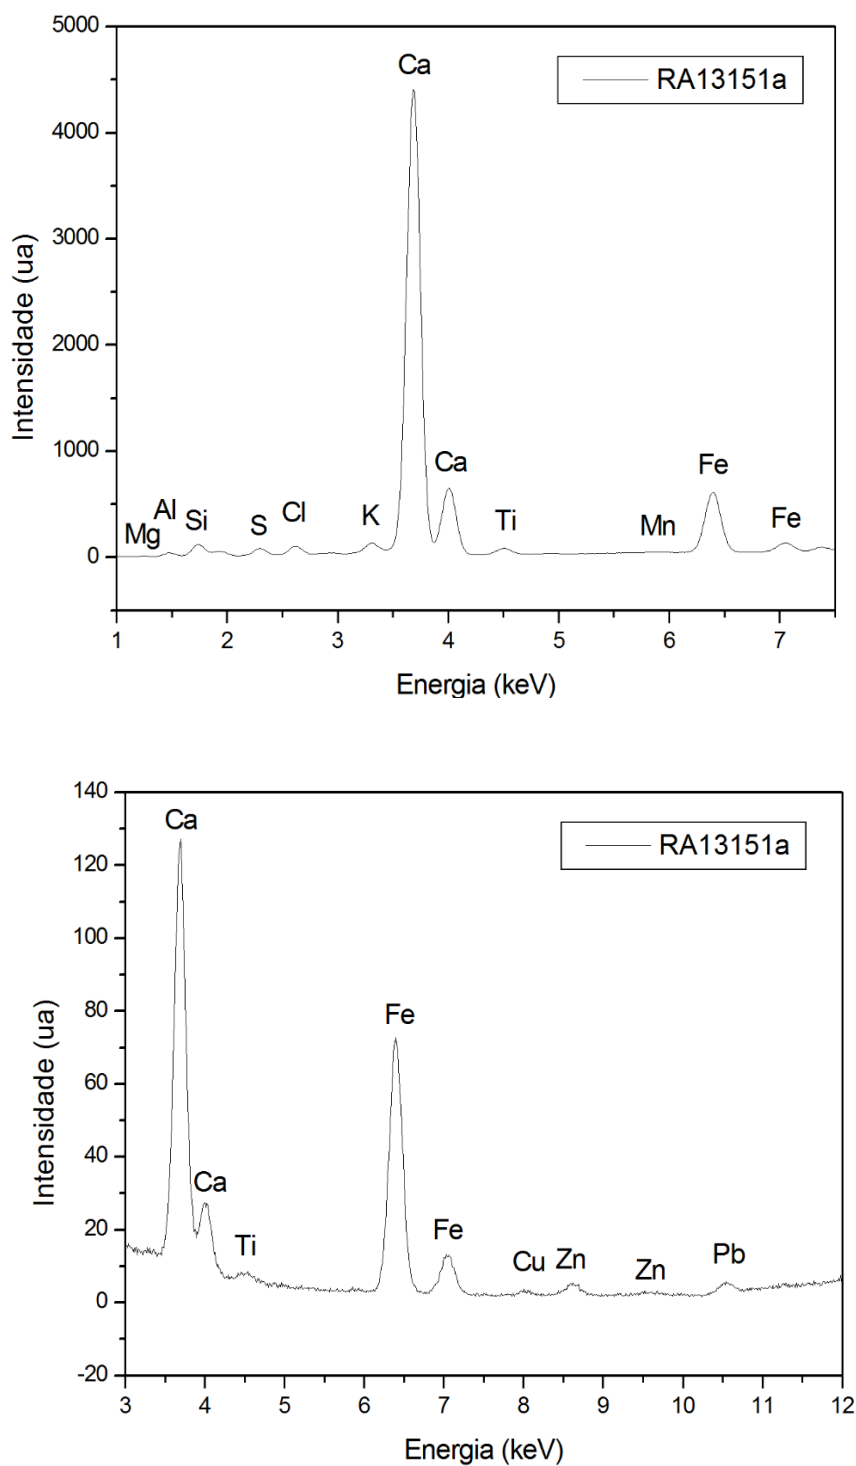 5000
4000
3000
2000
1000
0
Intensidade (ua)
RA13151a
Ca
Ca
Fe
Mg
Al
Si
S
Cl
K
Ti
Mn
Fe
1 2 3 4 5 6 7
Energia (keV)
140
120
100
80
60
40
20
0
-20
Intensidade (ua)
RA13151a
Ca
Fe
Ca
Ti
Fe
Cu
Zn
Zn
Pb
3 4 5 6 7 8 9 10 11 12
Energia (keV)